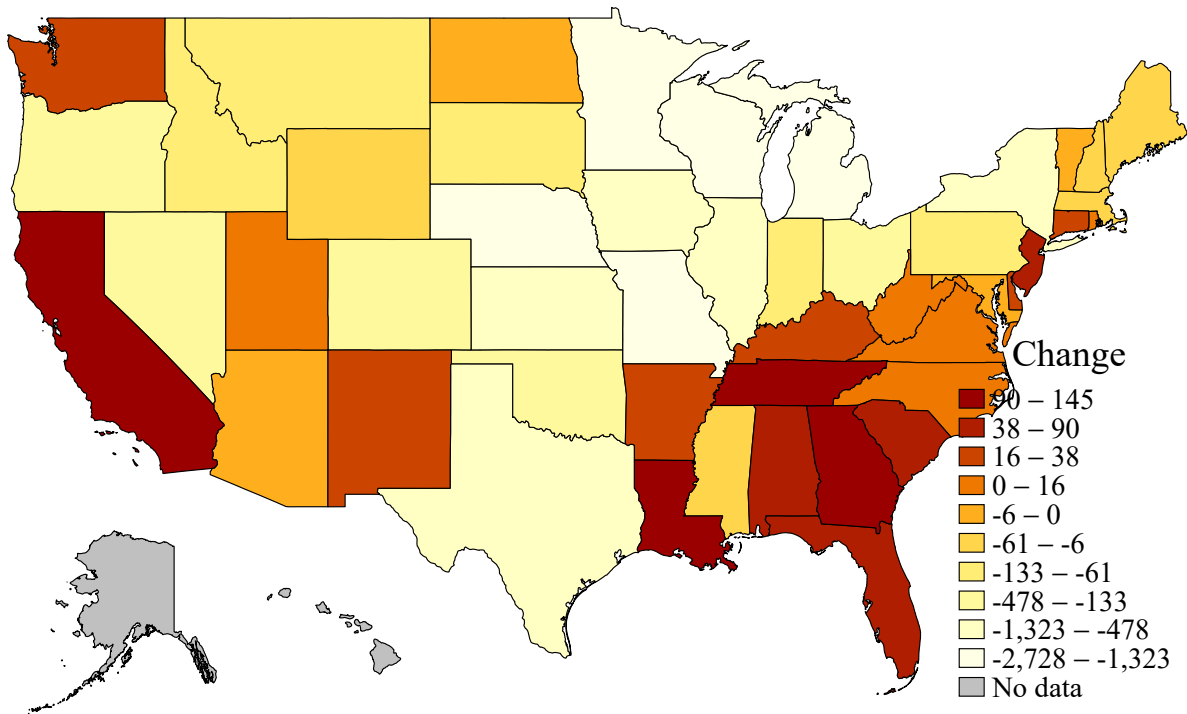 Change
90 – 145
38 – 90
16 – 38
0 – 16
-6 – 0
-61 – -6
-133 – -61
-478 – -133
-1,323 – -478
-2,728 – -1,323
No data